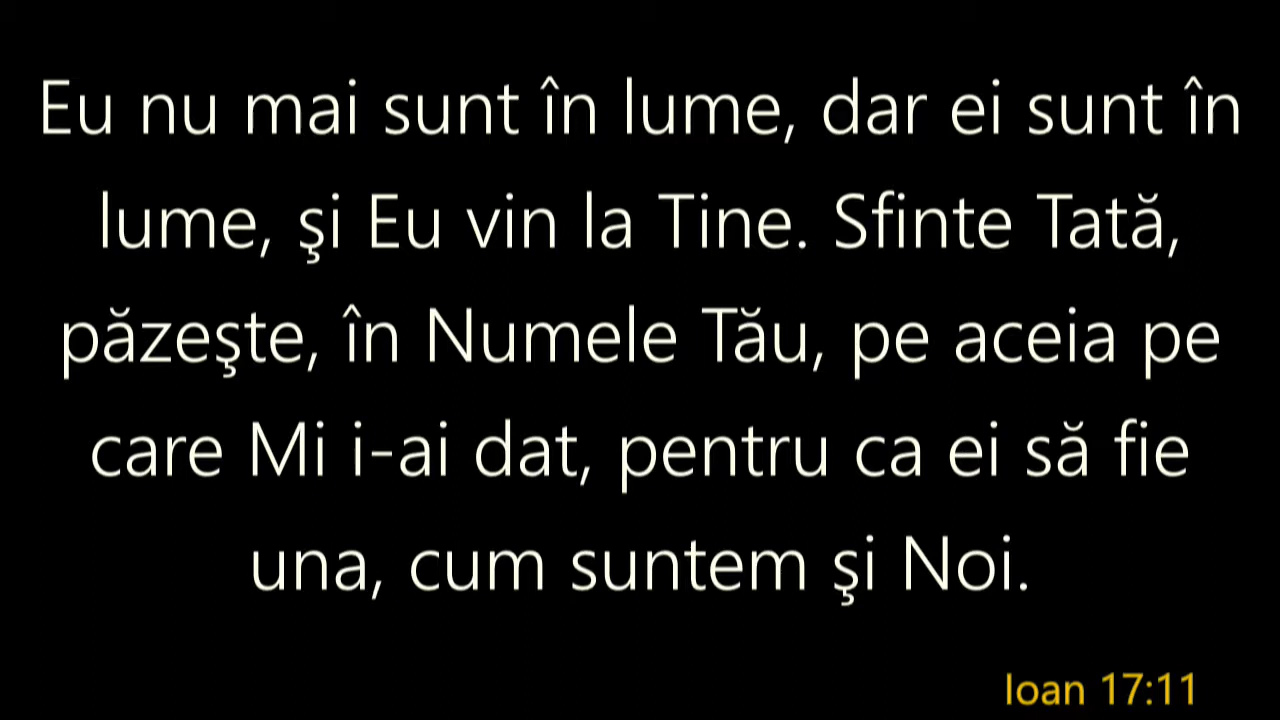 Eu nu mai sunt în lume, dar ei sunt în
lume, şi Eu vin la Tine. Sfinte Tată,
păzeşte, în Numele Tău, pe aceia pe
care Mi i-ai dat, pentru ca ei să fie
una, cum suntem şi Noi.
Ioan 17:11